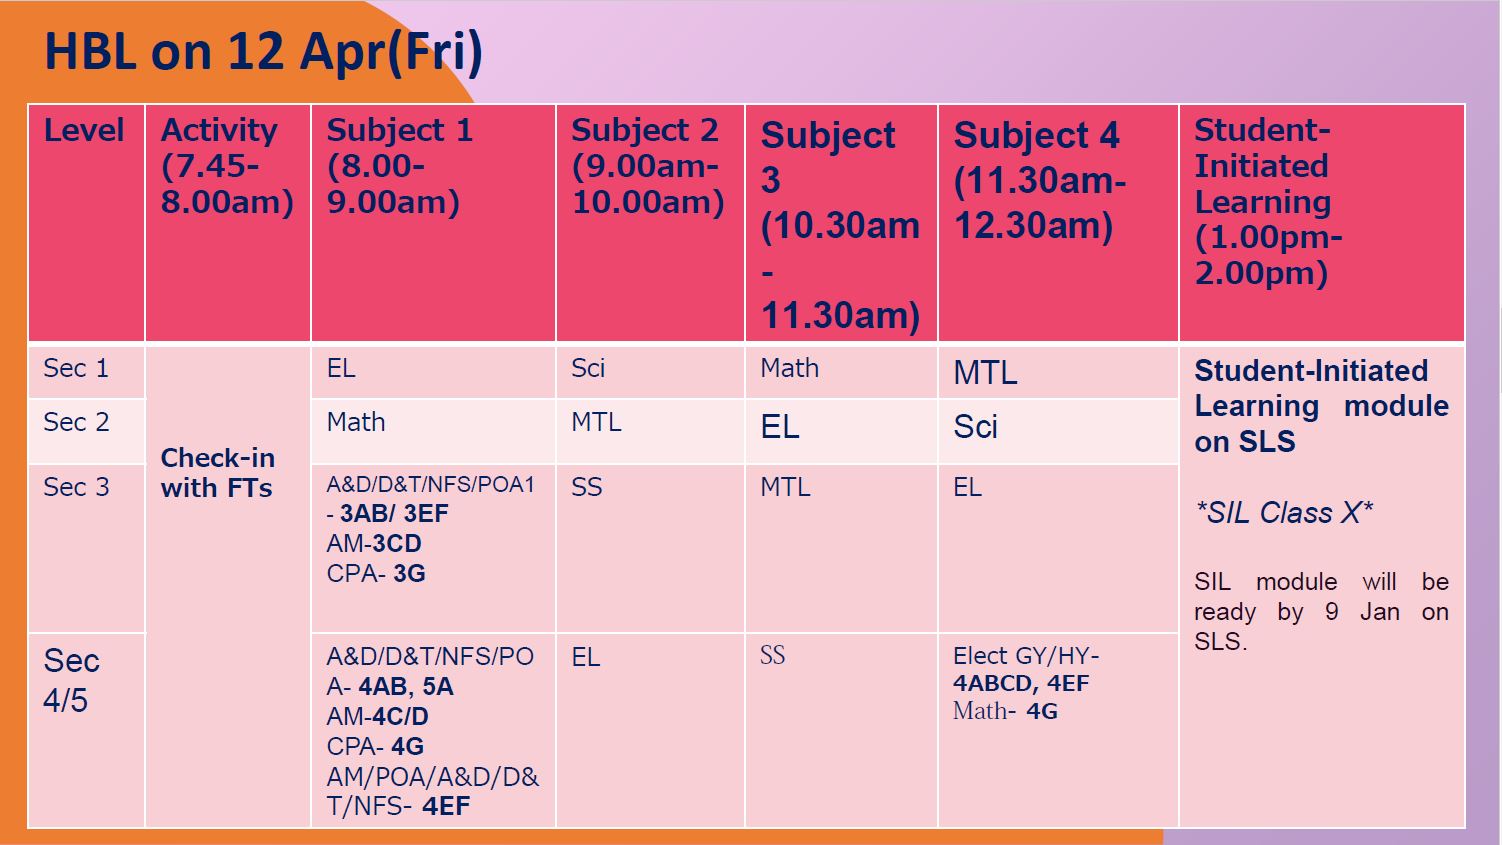 HBL on 12 Apr(Fri)
Level
Activity
(7.45-
8.00am)
Subject 1
(8.00-
9.00am)
Subject 2
(9.00am-
10.00am)
Subject
3
(10.30am
-
11.30am)
Subject 4
(11.30am-
12.30am)
Student-
Initiated
Learning
(1.00pm-
2.00pm)
Sec 1
Check-in
with FTs
EL
Sci
Math
MTL
Student-Initiated
Learning module
on SLS
*SIL Class X*
SIL module will be
ready by 9 Jan on
SLS.
Sec 2
Math
MTL
EL
Sci
Sec 3
A&D/D&T/NFS/POA1
- 3AB/ 3EF
AM-3CD
CPA- 3G
SS
MTL
EL
Sec
4/5
A&D/D&T/NFS/PO
A- 4AB, 5A
AM-4C/D
CPA- 4G
AM/POA/A&D/D&
T/NFS- 4EF
EL
SS
Elect GY/HY-
4ABCD, 4EF
Math- 4G